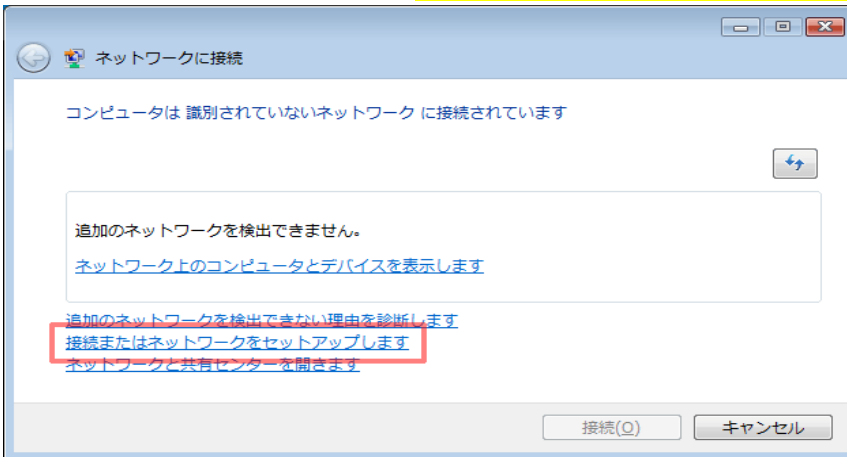 ネットワークに接続
コンピュータは 識別されていないネットワーク に接続されています
追加のネットワークを検出できません。
ネットワーク上のコンピュータとデバイスを表示します
追加のネットワークを検出できない理由を診断します
接続またはネットワークをセットアップします
ネットワークと共有センターを開きます
接続(O) キャンセル